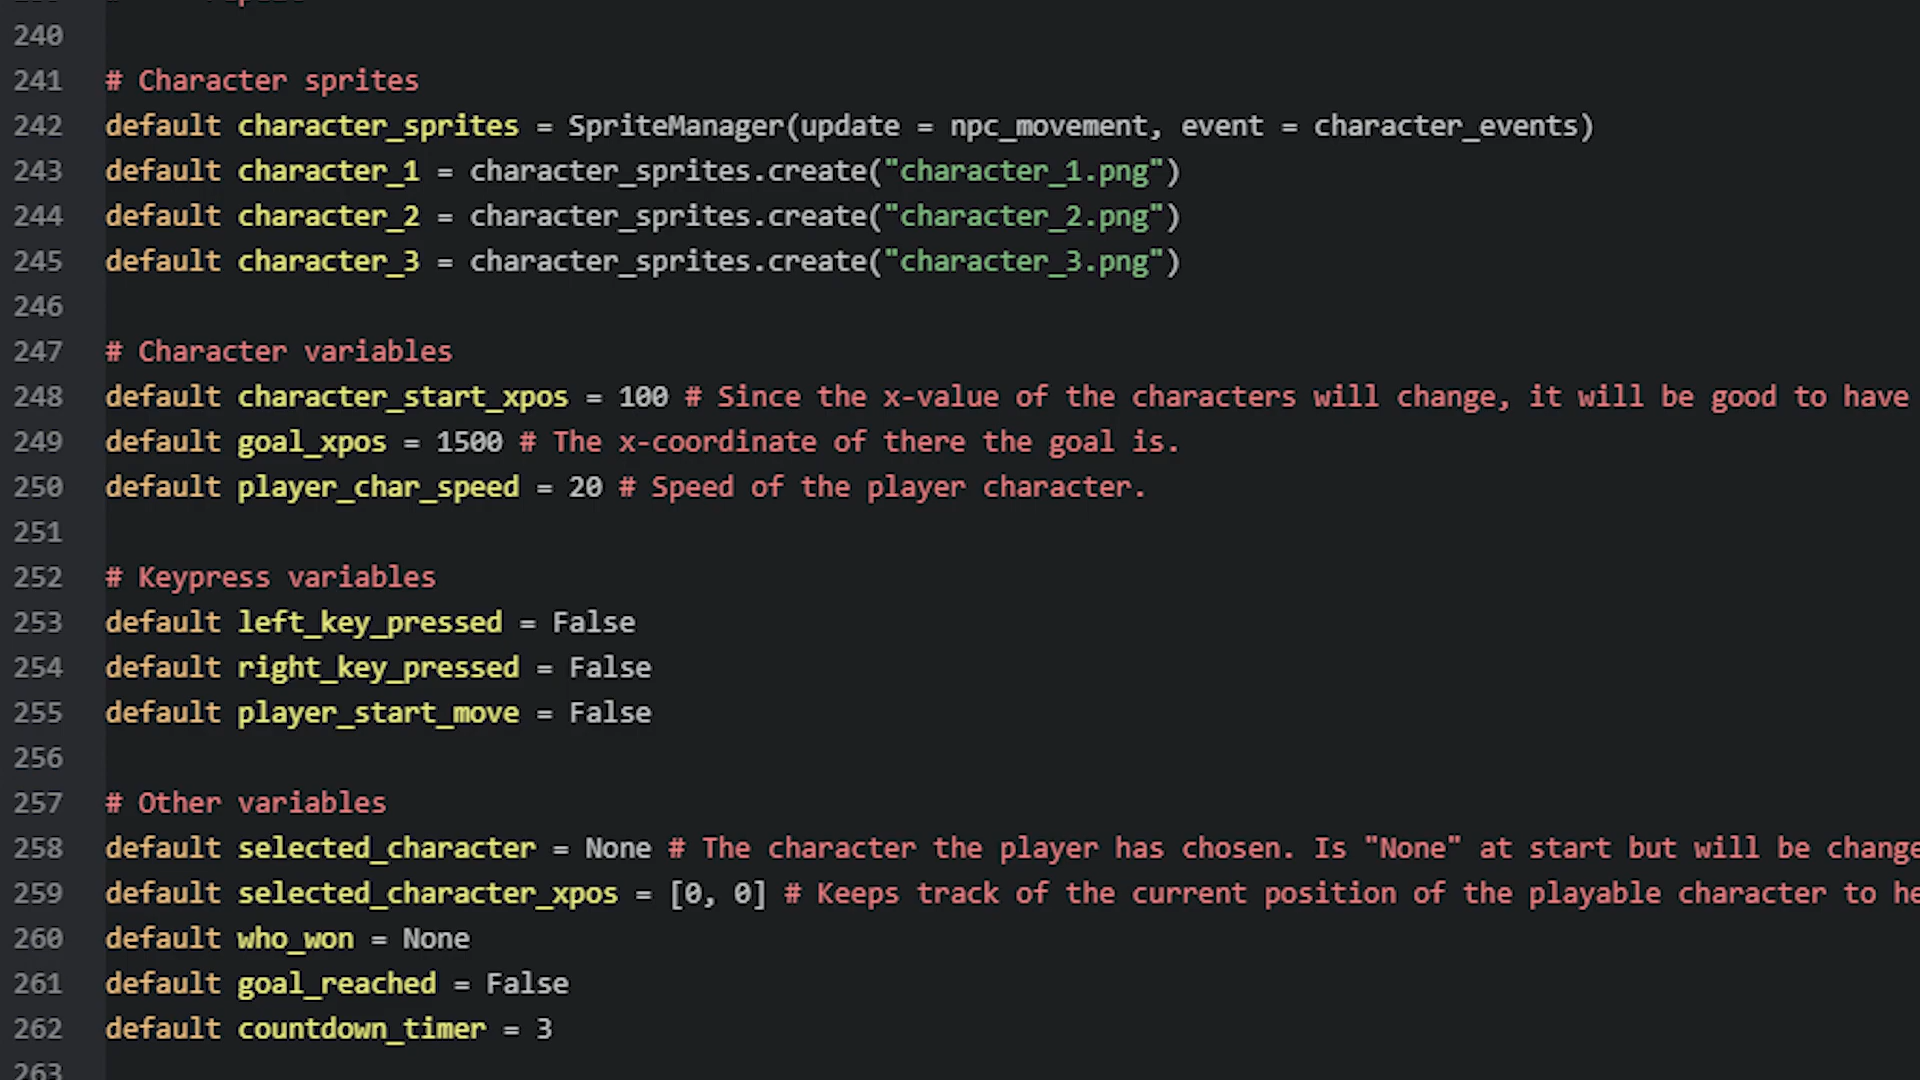 240
241 # Character sprites
242 default character_sprites = SpriteManager(update = npc_movement, event = character_events)
243 default character_1 = character_sprites.create("character_1.png")
244 default character_2 = character_sprites.create("character_2.png")
245 default character_3 = character_sprites.create("character_3.png")
246
247 # Character variables
248 default character_start_xpos = 100 # Since the x-value of the characters will change, it will be good to have
249 default goal_xpos = 1500 # The x-coordinate of there the goal is.
250 default player_char_speed = 20 # Speed of the player character.
251
252 # Keypress variables
253 default left_key_pressed = False
254 default right_key_pressed = False
255 default player_start_move = False
256
257 # Other variables
258 default selected_character = None # The character the player has chosen. Is "None" at start but will be change
259 default selected_character_xpos = [0, 0] # Keeps track of the current position of the playable character to he
260 default who_won = None
261 default goal_reached = False
262 default countdown_timer = 3
263